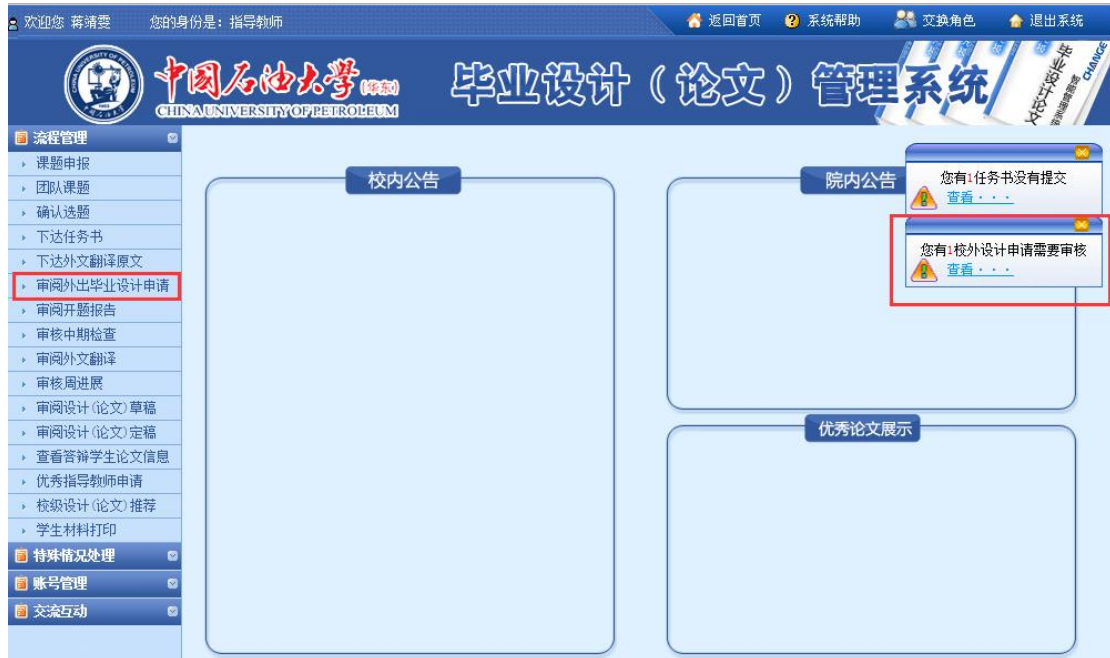 欢迎您 蒋靖雯 您的身份是: 指导教师
返回首页 系统帮助 交换角色 退出系统
中国石油大学(华东)
CHINA UNIVERSITY OF PETROLEUM
毕业设计（论文）管理系统
毕业设计论文
智能管理系统
CHANGE
流程管理
课题申报
团队课题
确认选题
下达任务书
下达外文翻译原文
审阅外出毕业设计申请
审阅开题报告
审核中期检查
审阅外文翻译
审核周进展
审阅设计(论文)草稿
审阅设计(论文)定稿
查看答辩学生论文信息
优秀指导教师申请
校级设计(论文)推荐
学生材料打印
特殊情况处理
账号管理
交流互动
校内公告
院内公告
您有1任务书没有提交
查看・・・
您有1校外设计申请需要审核
查看・・・
优秀论文展示